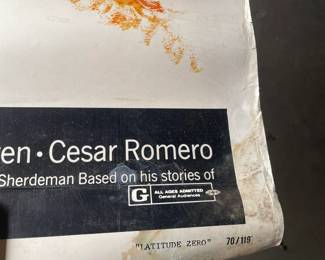 en • Cesar Romero
Sherdeman Based on his stories of
G ALL AGES ADMITTED
General Audiences
"LATITUDE ZERO" 70/119